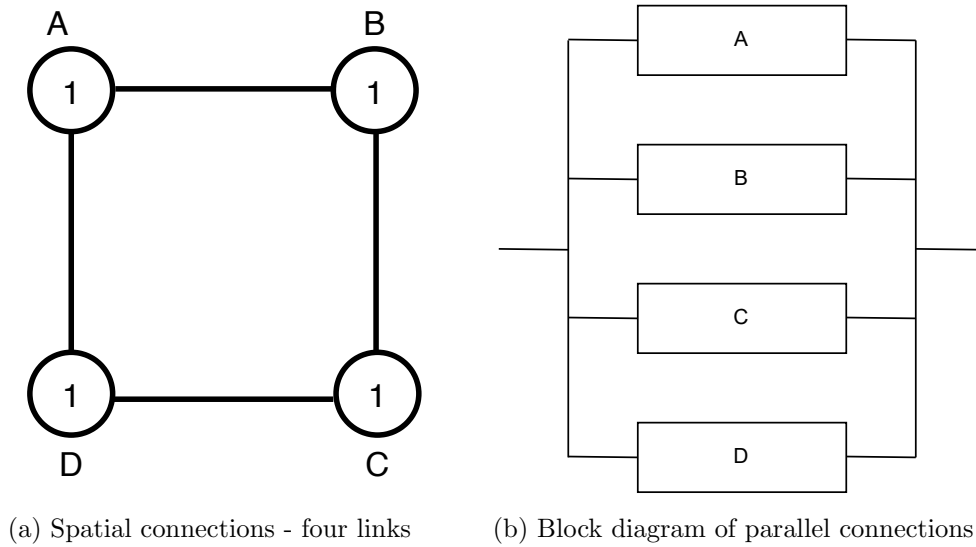 A
B
1
1
1
1
D
C
(a) Spatial connections - four links
A
B
C
D
(b) Block diagram of parallel connections